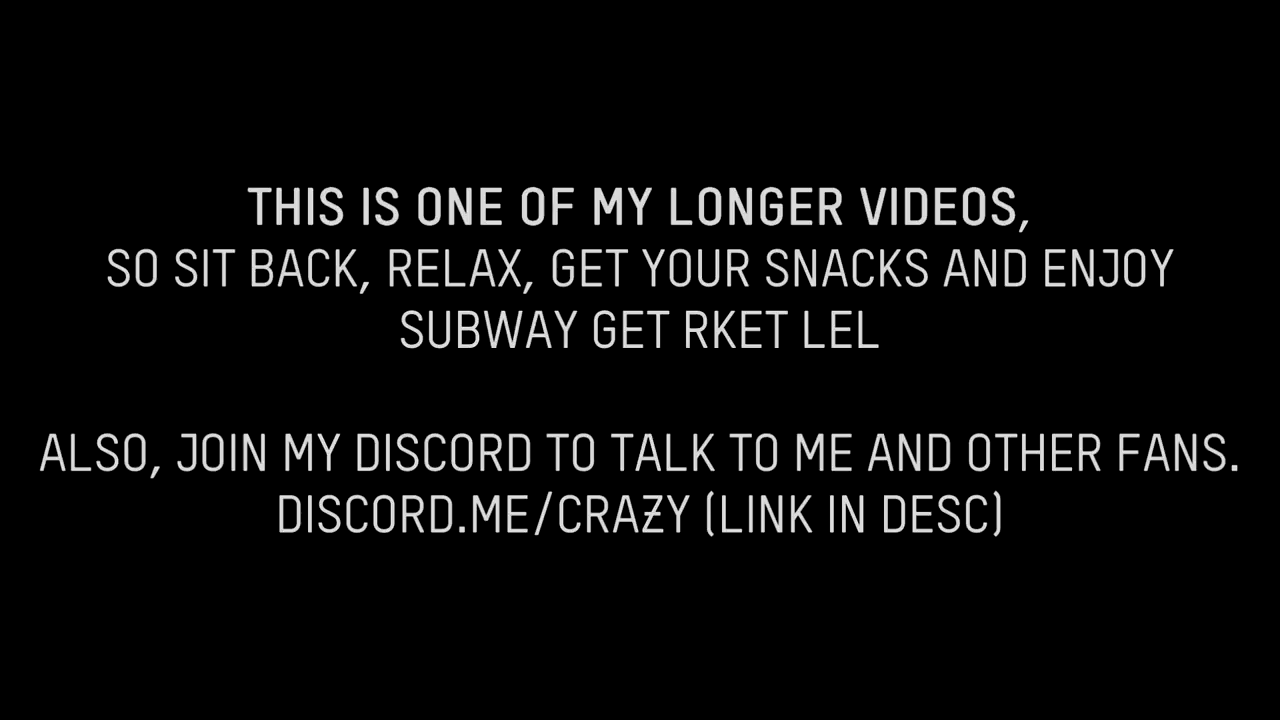 THIS IS ONE OF MY LONGER VIDEOS,
SO SIT BACK, RELAX, GET YOUR SNACKS AND ENJOY
SUBWAY GET RKET LEL
ALSO, JOIN MY DISCORD TO TALK TO ME AND OTHER FANS.
DISCORD.ME/CRAZY (LINK IN DESC)